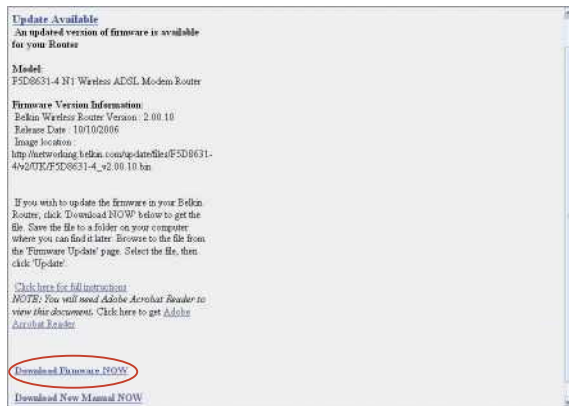 Update Available
An updated version of firmware is available
for your Router
Model:
F5D8631-4 N1 Wireless ADSL Modem Router
Firmware Version Information:
Belkin Wireless Router Version : 2.00.10
Release Date : 10/10/2006
Image location :
http://networking.belkin.com/update/files/F5D8631-
4/v2/UK/F5D8631-4_v2.00.10.bin
If you wish to update the firmware in your Belkin
Router, click 'Download NOW' below to get the
file. Save the file to a folder on your computer
where you can find it later. Browse to the file from
the 'Firmware Update' page. Select the file, then
click 'Update'.
Click here for full instructions
NOTE: You will need Adobe Acrobat Reader to
view this document. Click here to get Adobe
Acrobat Reader
Download Firmware NOW
Download New Manual NOW